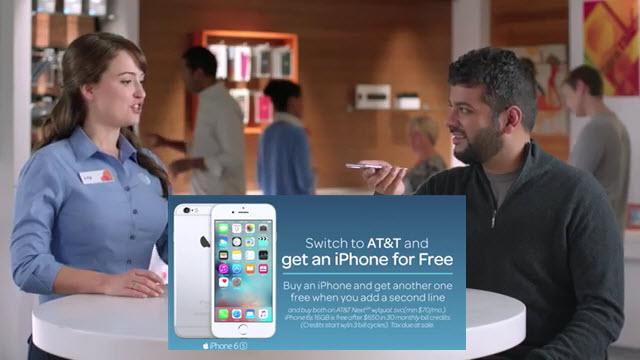 Lily
Switch to AT&T and
get an iPhone for Free
Buy an iPhone and get another one
free when you add a second line
and buy both on AT&T Next℠ w/qual. svc(min $70/mo.)
iPhone 6s 16GB is free after $650 in 30 monthly bill credits.
(Credits start w/in 3 bill cycles). Tax due at sale.
iPhone 6s